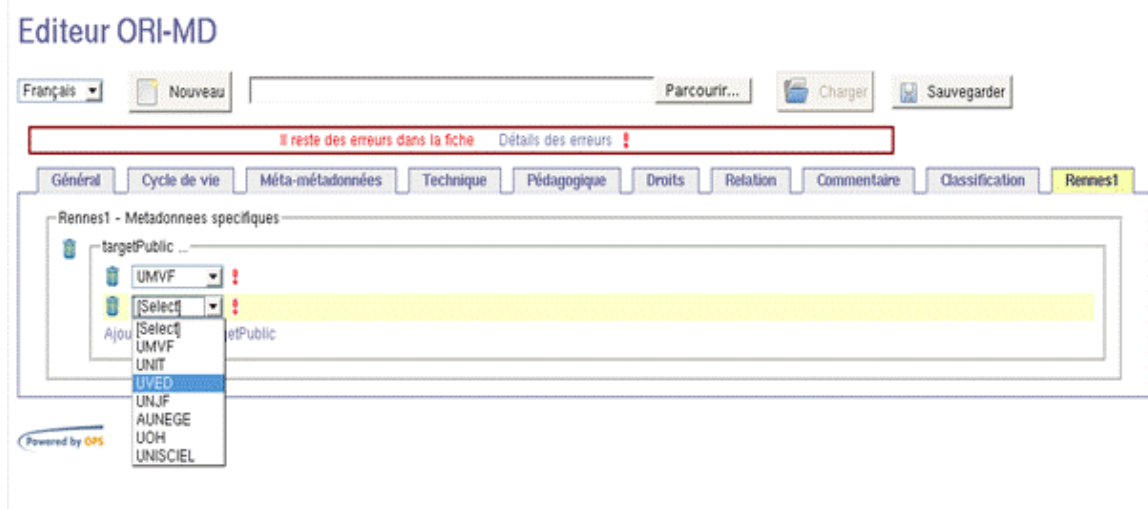 Editeur ORI-MD
Français Nouveau Parcourir... Charger Sauvegarder
Il reste des erreurs dans la fiche Détails des erreurs !
Général Cycle de vie Méta-métadonnées Technique Pédagogique Droits Relation Commentaire Classification Rennes1
Rennes1 - Metadonnees specifiques
targetPublic ...
UMVF !
[Select] !
[Select]
Ajou etPublic
UMVF
UNIT
UVED
UNJF
AUNEGE
UOH
UNISCIEL
Powered by OPS